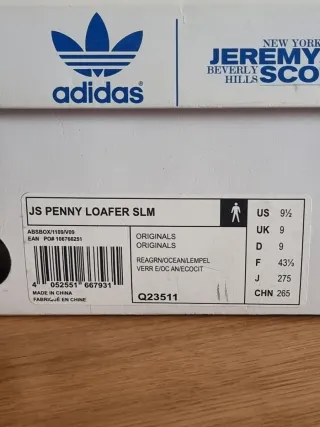 adidas
NEW YORK
JEREMY
BEVERLY
HILLS
SCO
JS PENNY LOAFER SLM
ABSBOX/1109/V09
EAN PO# 106766251
4 052551 667931
MADE IN CHINA
FABRIQUÉ EN CHINE
ORIGINALS
ORIGINALS
REAGRN/OCEAN/LEMPEL
VERR E/OC AN/ECOCIT
Q23511
US 9½
UK 9
D 9
F 43⅓
J 275
CHN 265